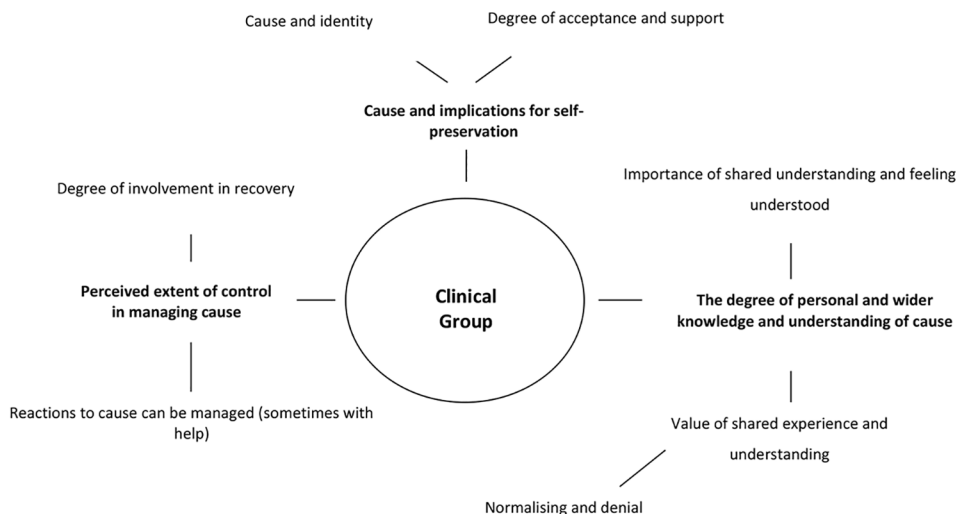 Cause and identity
Degree of acceptance and support
Cause and implications for self-
preservation
Degree of involvement in recovery
Importance of shared understanding and feeling
understood
Perceived extent of control
in managing cause
Clinical
Group
The degree of personal and wider
knowledge and understanding of cause
Reactions to cause can be managed (sometimes with
help)
Value of shared experience and
understanding
Normalising and denial